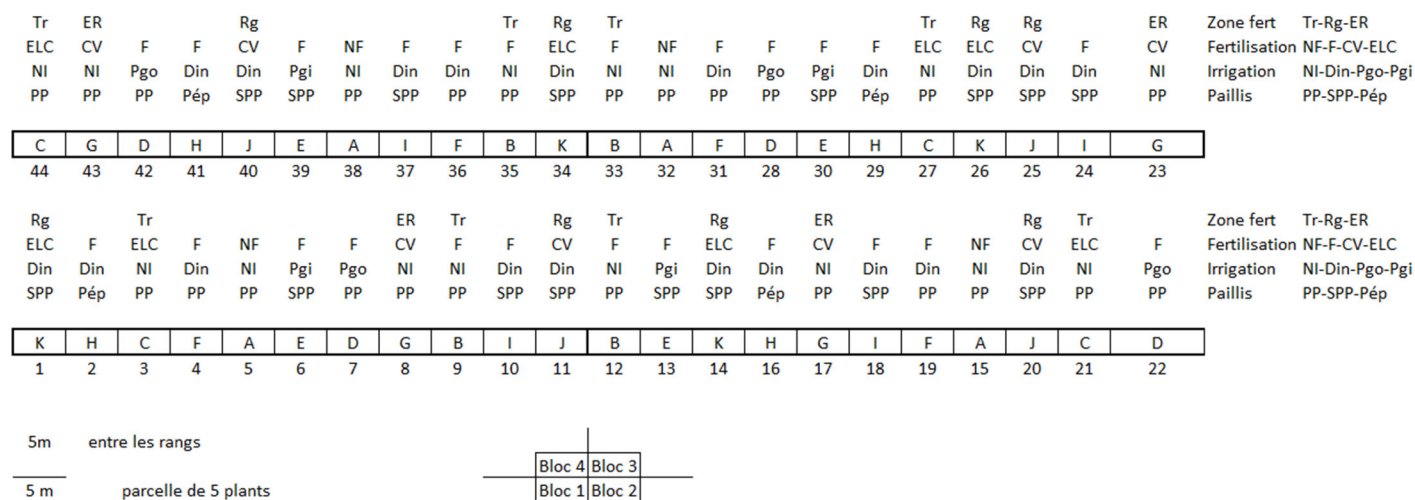 Tr ER Rg Tr Rg Tr Tr Rg Rg ER Zone fert Tr-Rg-ER
ELC CV F F CV F NF F F F ELC F NF F F F F ELC ELC CV F CV Fertilisation NF-F-CV-ELC
NI NI Pgo Din Din Pgi NI Din Din NI Din NI NI Din Pgo Pgi Din NI Din Din Din NI Irrigation NI-Din-Pgo-Pgi
PP PP PP Pép SPP SPP PP SPP PP PP SPP PP PP PP PP SPP Pép PP SPP SPP SPP PP Paillis PP-SPP-Pép
C G D H J E A I F B K B A F D E H C K J I G
44 43 42 41 40 39 38 37 36 35 34 33 32 31 28 30 29 27 26 25 24 23
Rg Tr ER Tr Rg Tr Rg ER Rg Tr Zone fert Tr-Rg-ER
ELC F ELC F NF F F CV F F CV F F ELC F CV F F NF CV ELC F Fertilisation NF-F-CV-ELC
Din Din NI Din NI Pgi Pgo NI NI Din Din NI Pgi Din Din NI Din Din NI Din NI Pgo Irrigation NI-Din-Pgo-Pgi
SPP Pép PP PP PP SPP PP PP PP SPP SPP PP SPP SPP Pép PP SPP PP PP SPP PP PP Paillis PP-SPP-Pép
K H C F A E D G B I J B E K H G I F A J C D
1 2 3 4 5 6 7 8 9 10 11 12 13 14 16 17 18 19 15 20 21 22
5m entre les rangs
Bloc 4 Bloc 3
5 m parcelle de 5 plants Bloc 1 Bloc 2